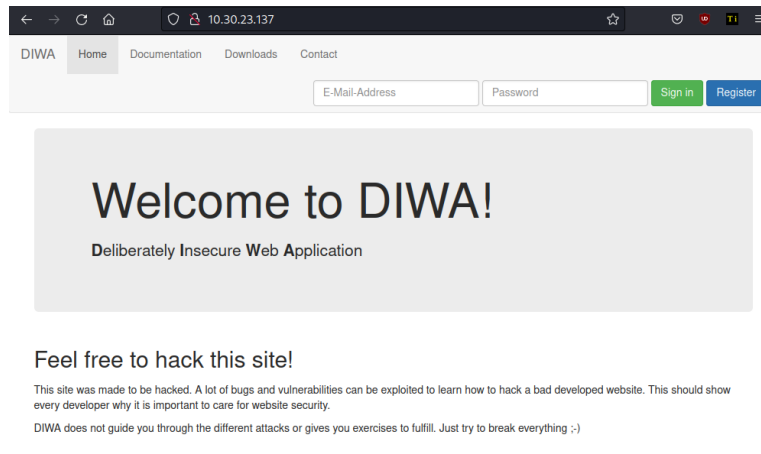 10.30.23.137
DIWA Home Documentation Downloads Contact
E-Mail-Address Password Sign in Register
Welcome to DIWA!
Deliberately Insecure Web Application
Feel free to hack this site!
This site was made to be hacked. A lot of bugs and vulnerabilities can be exploited to learn how to hack a bad developed website. This should show
every developer why it is important to care for website security.
DIWA does not guide you through the different attacks or gives you exercises to fulfill. Just try to break everything ;-)